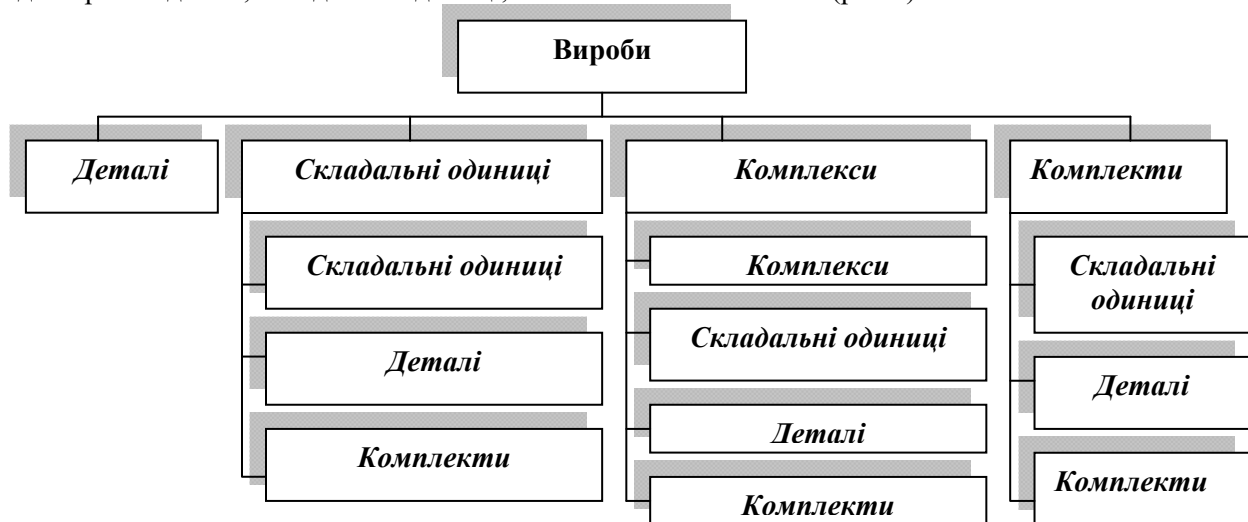 Вироби
Деталі
Складальні одиниці
Комплекси
Комплекти
Складальні одиниці
Деталі
Комплекти
Комплекси
Складальні одиниці
Деталі
Комплекти
Складальні
одиниці
Деталі
Комплекти